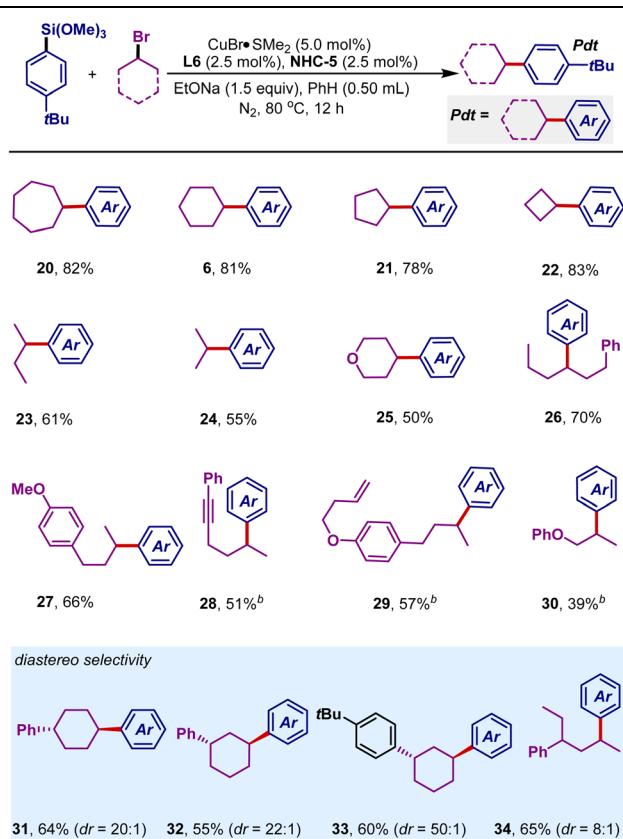 Si(OMe)₃
Br
tBu
+
CuBr•SMe₂ (5.0 mol%)
L6 (2.5 mol%), NHC-5 (2.5 mol%)
EtONa (1.5 equiv), PhH (0.50 mL)
N₂, 80 °C, 12 h
Pdt
tBu
Pdt =
Ar
Ar
Ar
Ar
Ar
20, 82%
6, 81%
21, 78%
22, 83%
Ar
Ar
O
Ar
Ar
Ph
23, 61%
24, 55%
25, 50%
26, 70%
MeO
Ar
Ph
Ar
O
Ar
PhO
Ar
27, 66%
28, 51%ᵇ
29, 57%ᵇ
30, 39%ᵇ
diastereo selectivity
Ph
Ar
Ph
Ar
tBu
Ar
Ph
Ar
31, 64% (dr = 20:1)
32, 55% (dr = 22:1)
33, 60% (dr = 50:1)
34, 65% (dr = 8:1)